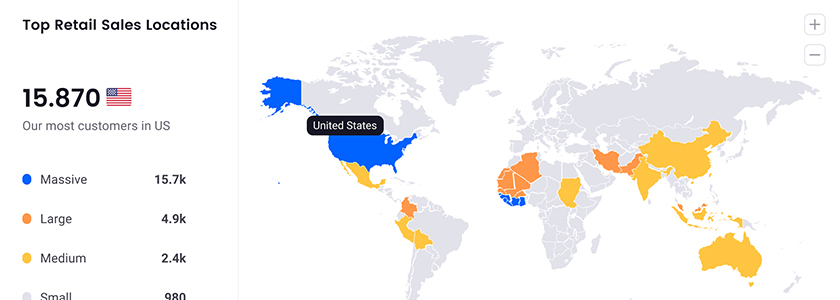 Top Retail Sales Locations
15.870
Our most customers in US
United States
Massive 15.7k
Large 4.9k
Medium 2.4k
Small 980
+
−